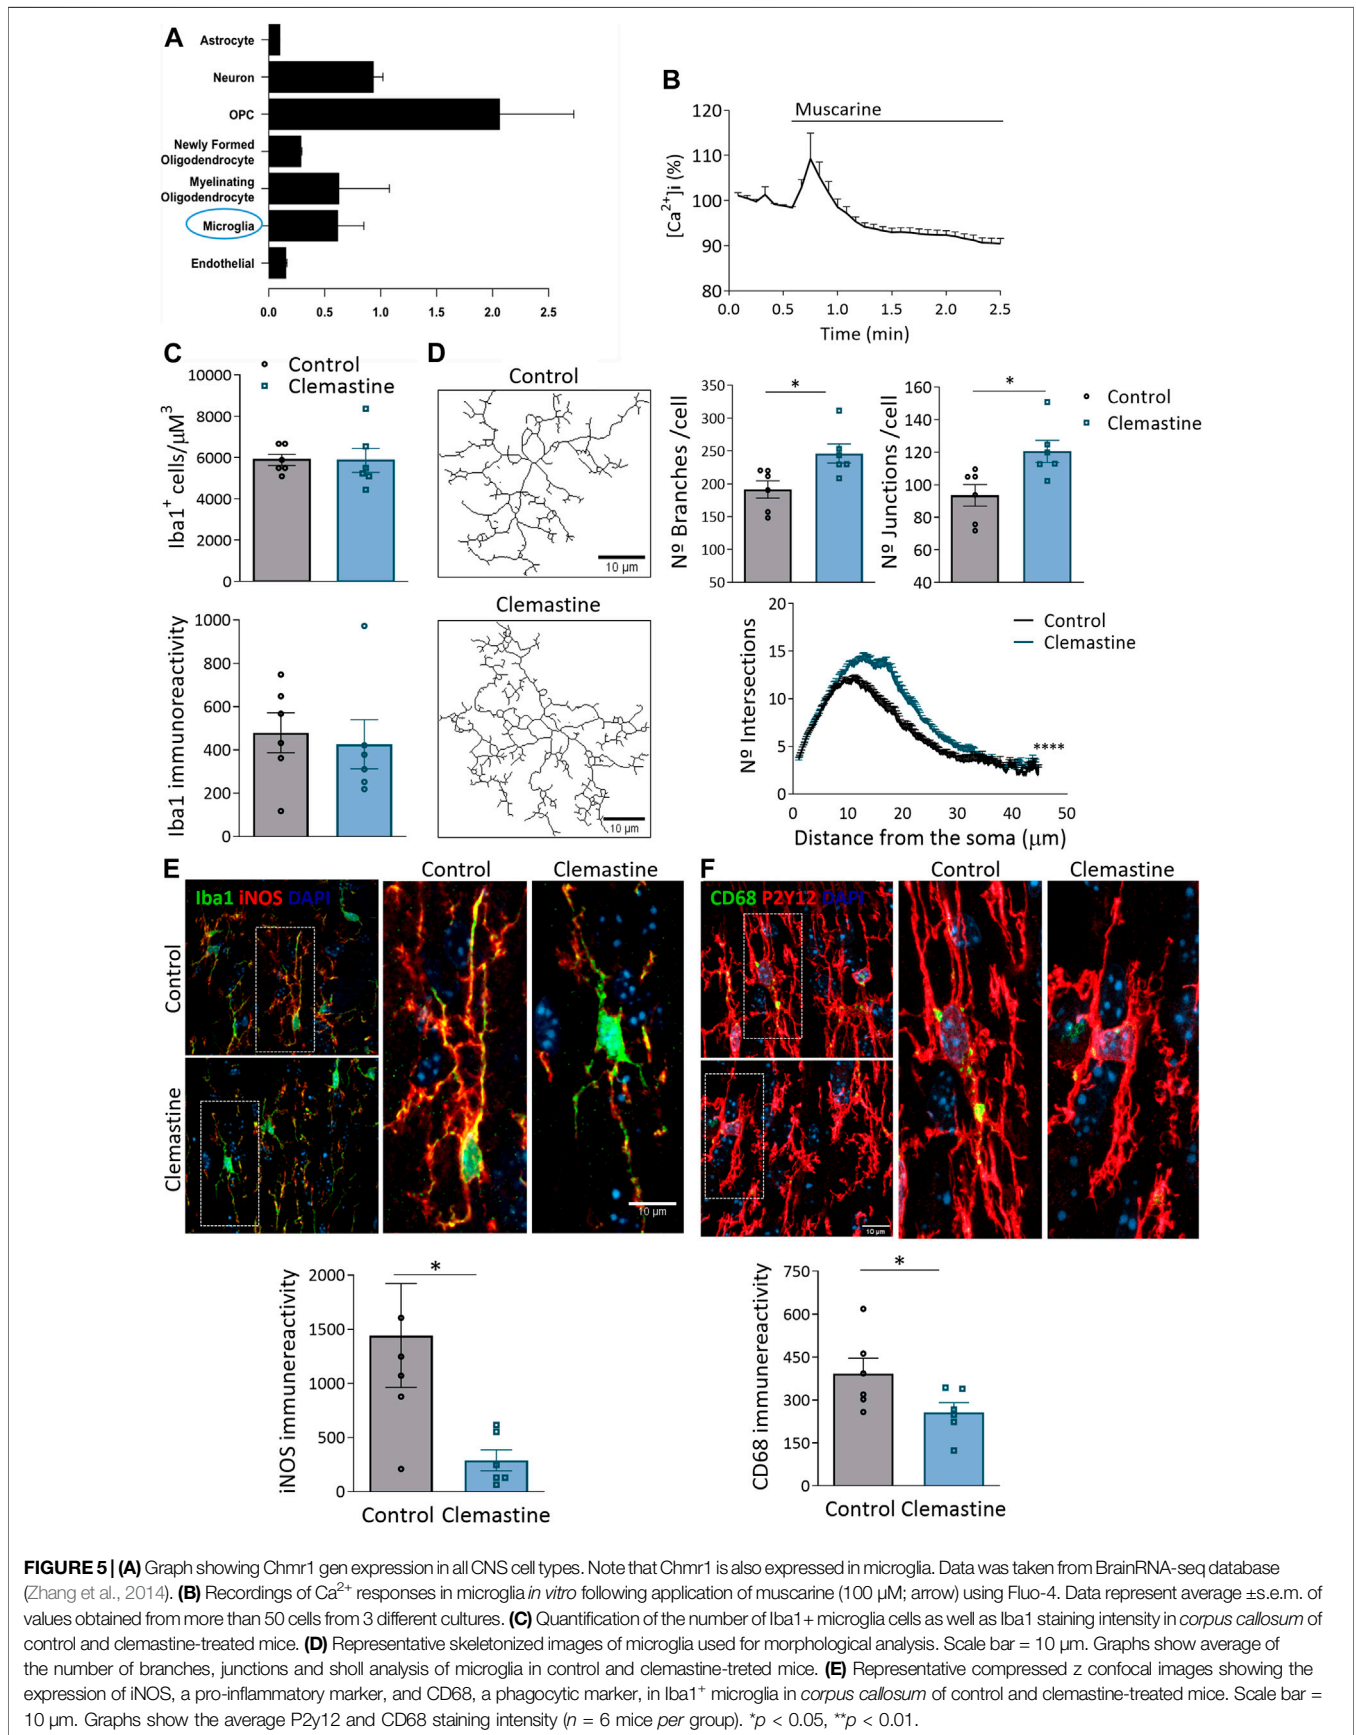 A
Astrocyte
Neuron
OPC
Newly Formed
Oligodendrocyte
Myelinating
Oligodendrocyte
Microglia
Endothelial
0.0 0.5 1.0 1.5 2.0 2.5
B
Muscarine
[Ca2+]i (%)
120
110
100
90
80
0.0 0.5 1.0 1.5 2.0 2.5
Time (min)
C
Control
Clemastine
Iba1+ cells/µM3
10000
8000
6000
4000
2000
0
Iba1 immunoreactivity
1000
800
600
400
200
0
D
Control
10 µm
Clemastine
10 µm
Nº Branches /cell
350
300
250
200
150
100
50
*
Nº Junctions /cell
160
140
120
100
80
60
40
*
Control
Clemastine
Nº Intersections
20
15
10
5
0
Control
Clemastine
****
0 10 20 30 40 50
Distance from the soma (µm)
E
Control Clemastine
Iba1 iNOS DAPI
Control
Clemastine
10 µm
iNOS immunereactivity
2000
1500
1000
500
0
*
Control Clemastine
F
Control Clemastine
CD68 P2Y12 DAPI
10 µm
CD68 immunereactivity
750
600
450
300
150
0
*
Control Clemastine
FIGURE 5 | (A) Graph showing Chmr1 gen expression in all CNS cell types. Note that Chmr1 is also expressed in microglia. Data was taken from BrainRNA-seq database
(Zhang et al., 2014). (B) Recordings of Ca2+ responses in microglia in vitro following application of muscarine (100 µM; arrow) using Fluo-4. Data represent average ±s.e.m. of
values obtained from more than 50 cells from 3 different cultures. (C) Quantification of the number of Iba1+ microglia cells as well as Iba1 staining intensity in corpus callosum of
control and clemastine-treated mice. (D) Representative skeletonized images of microglia used for morphological analysis. Scale bar = 10 µm. Graphs show average of
the number of branches, junctions and sholl analysis of microglia in control and clemastine-treted mice. (E) Representative compressed z confocal images showing the
expression of iNOS, a pro-inflammatory marker, and CD68, a phagocytic marker, in Iba1+ microglia in corpus callosum of control and clemastine-treated mice. Scale bar =
10 µm. Graphs show the average P2y12 and CD68 staining intensity (n = 6 mice per group). *p < 0.05, **p < 0.01.